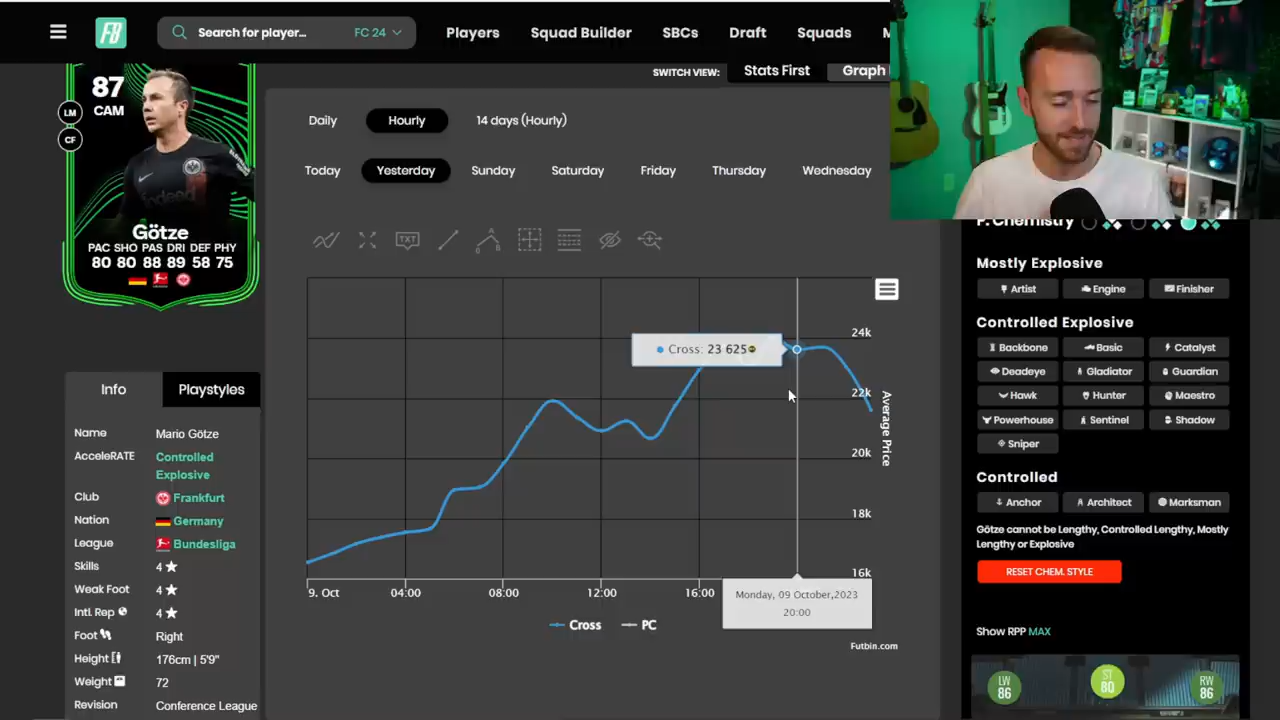 FB
Search for player...
FC 24
Players
Squad Builder
SBCs
Draft
Squads
M
87
CAM
LM
CF
Götze
PAC SHO PAS DRI DEF PHY
80 80 88 89 58 75
SWITCH VIEW:
Stats First
Graph
Daily
Hourly
14 days (Hourly)
Today
Yesterday
Sunday
Saturday
Friday
Thursday
Wednesday
TXT
Cross: 23 625
24k
22k
20k
18k
16k
Average Price
9. Oct
04:00
08:00
12:00
16:00
Monday, 09 October,2023
20:00
Cross
PC
Futbin.com
Info
Playstyles
Name Mario Götze
AcceleRATE Controlled
Explosive
Club Frankfurt
Nation Germany
League Bundesliga
Skills 4
Weak Foot 4
Intl. Rep 4
Foot Right
Height 176cm | 5'9"
Weight 72
Revision Conference League
P. Chemistry
Mostly Explosive
Artist
Engine
Finisher
Controlled Explosive
Backbone
Basic
Catalyst
Deadeye
Gladiator
Guardian
Hawk
Hunter
Maestro
Powerhouse
Sentinel
Shadow
Sniper
Controlled
Anchor
Architect
Marksman
Götze cannot be Lengthy, Controlled Lengthy, Mostly
Lengthy or Explosive
RESET CHEM. STYLE
Show RPP MAX
LW
86
ST
80
RW
86